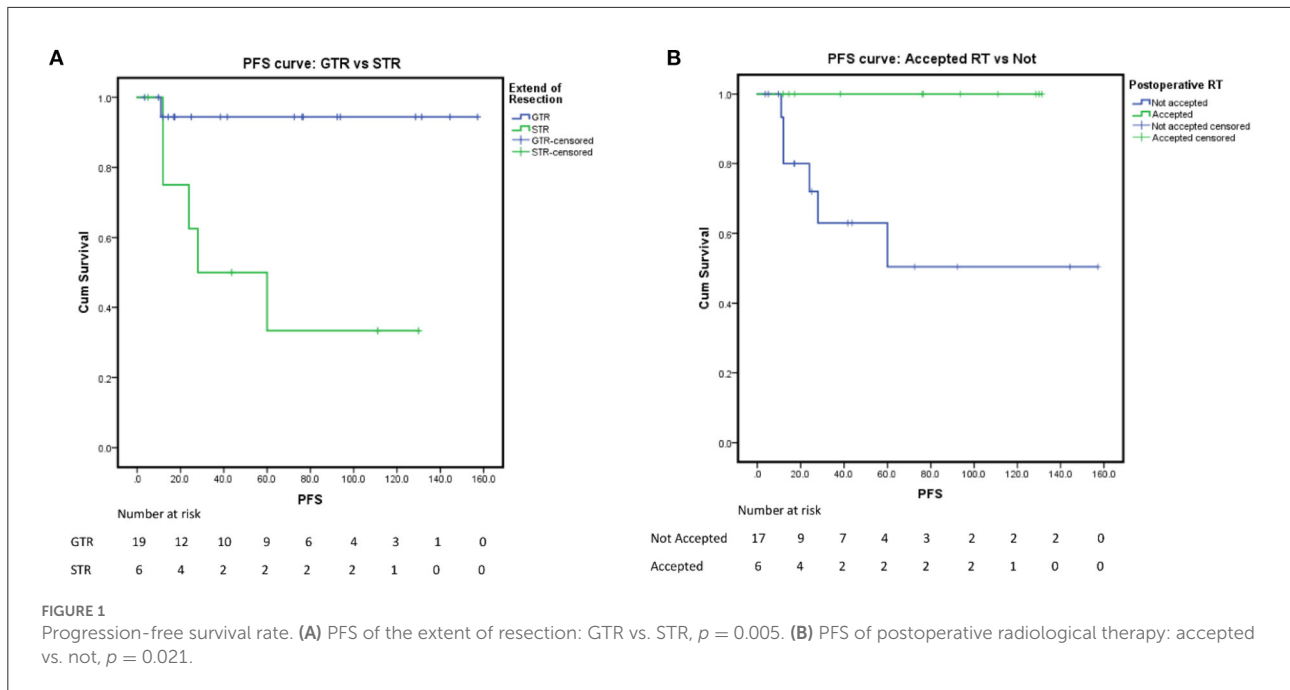 A
PFS curve: GTR vs STR
Extend of
Resection
GTR
STR
GTR-censored
STR-censored
Cum Survival
1.0
0.8
0.6
0.4
0.2
0.0
.0 20.0 40.0 60.0 80.0 100.0 120.0 140.0 160.0
PFS
Number at risk
GTR 19 12 10 9 6 4 3 1 0
STR 6 4 2 2 2 2 1 0 0
B
PFS curve: Accepted RT vs Not
Postoperative RT
Not accepted
Accepted
Not accepted censored
Accepted censored
Cum Survival
1.0
0.8
0.6
0.4
0.2
0.0
.0 20.0 40.0 60.0 80.0 100.0 120.0 140.0 160.0
PFS
Number at risk
Not Accepted 17 9 7 4 3 2 2 2 0
Accepted 6 4 2 2 2 2 1 0 0
FIGURE 1
Progression-free survival rate. (A) PFS of the extent of resection: GTR vs. STR, p = 0.005. (B) PFS of postoperative radiological therapy: accepted
vs. not, p = 0.021.